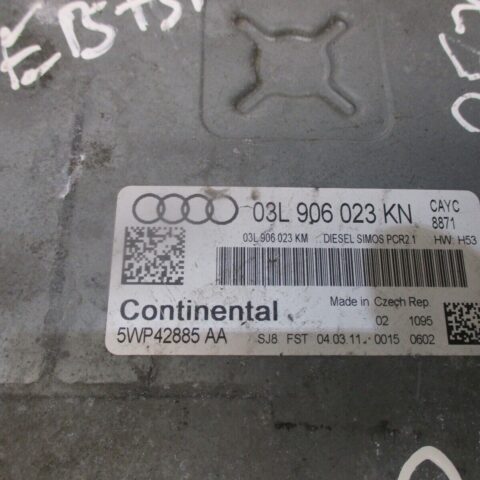 03L 906 023 KN CAYC
8871
03L 906 023 KM DIESEL SIMOS PCR2.1 HW: H53
Continental Made in Czech Rep.
02 1095
5WP42885 AA SJ8 FST 04.03.11 0015 0602